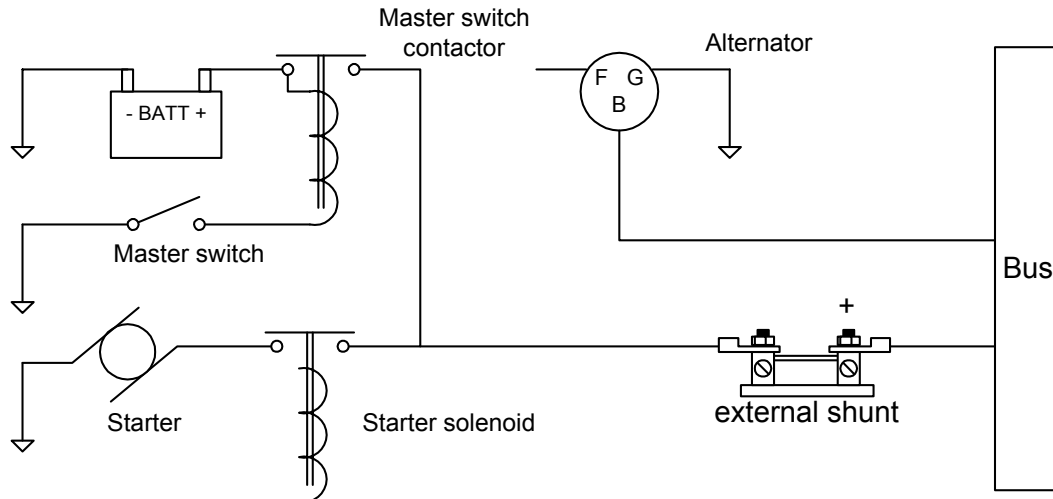 Master switch
contactor
Alternator
F G
B
- BATT +
Master switch
Bus
+
Starter
Starter solenoid
external shunt